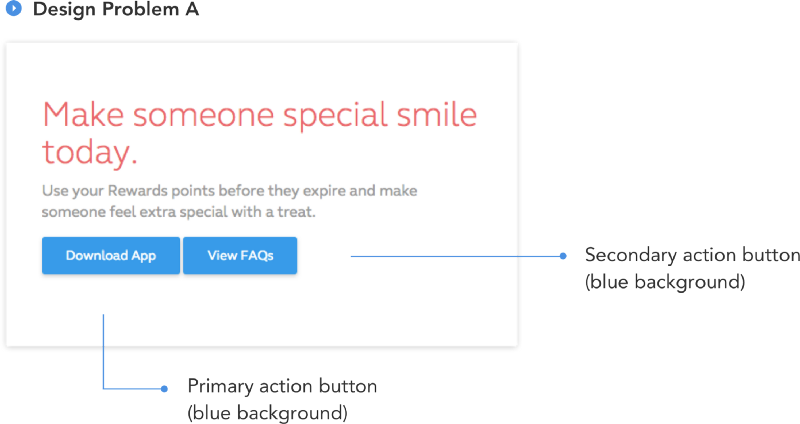 Design Problem A
Make someone special smile
today.
Use your Rewards points before they expire and make
someone feel extra special with a treat.
Download App View FAQs
Secondary action button
(blue background)
Primary action button
(blue background)